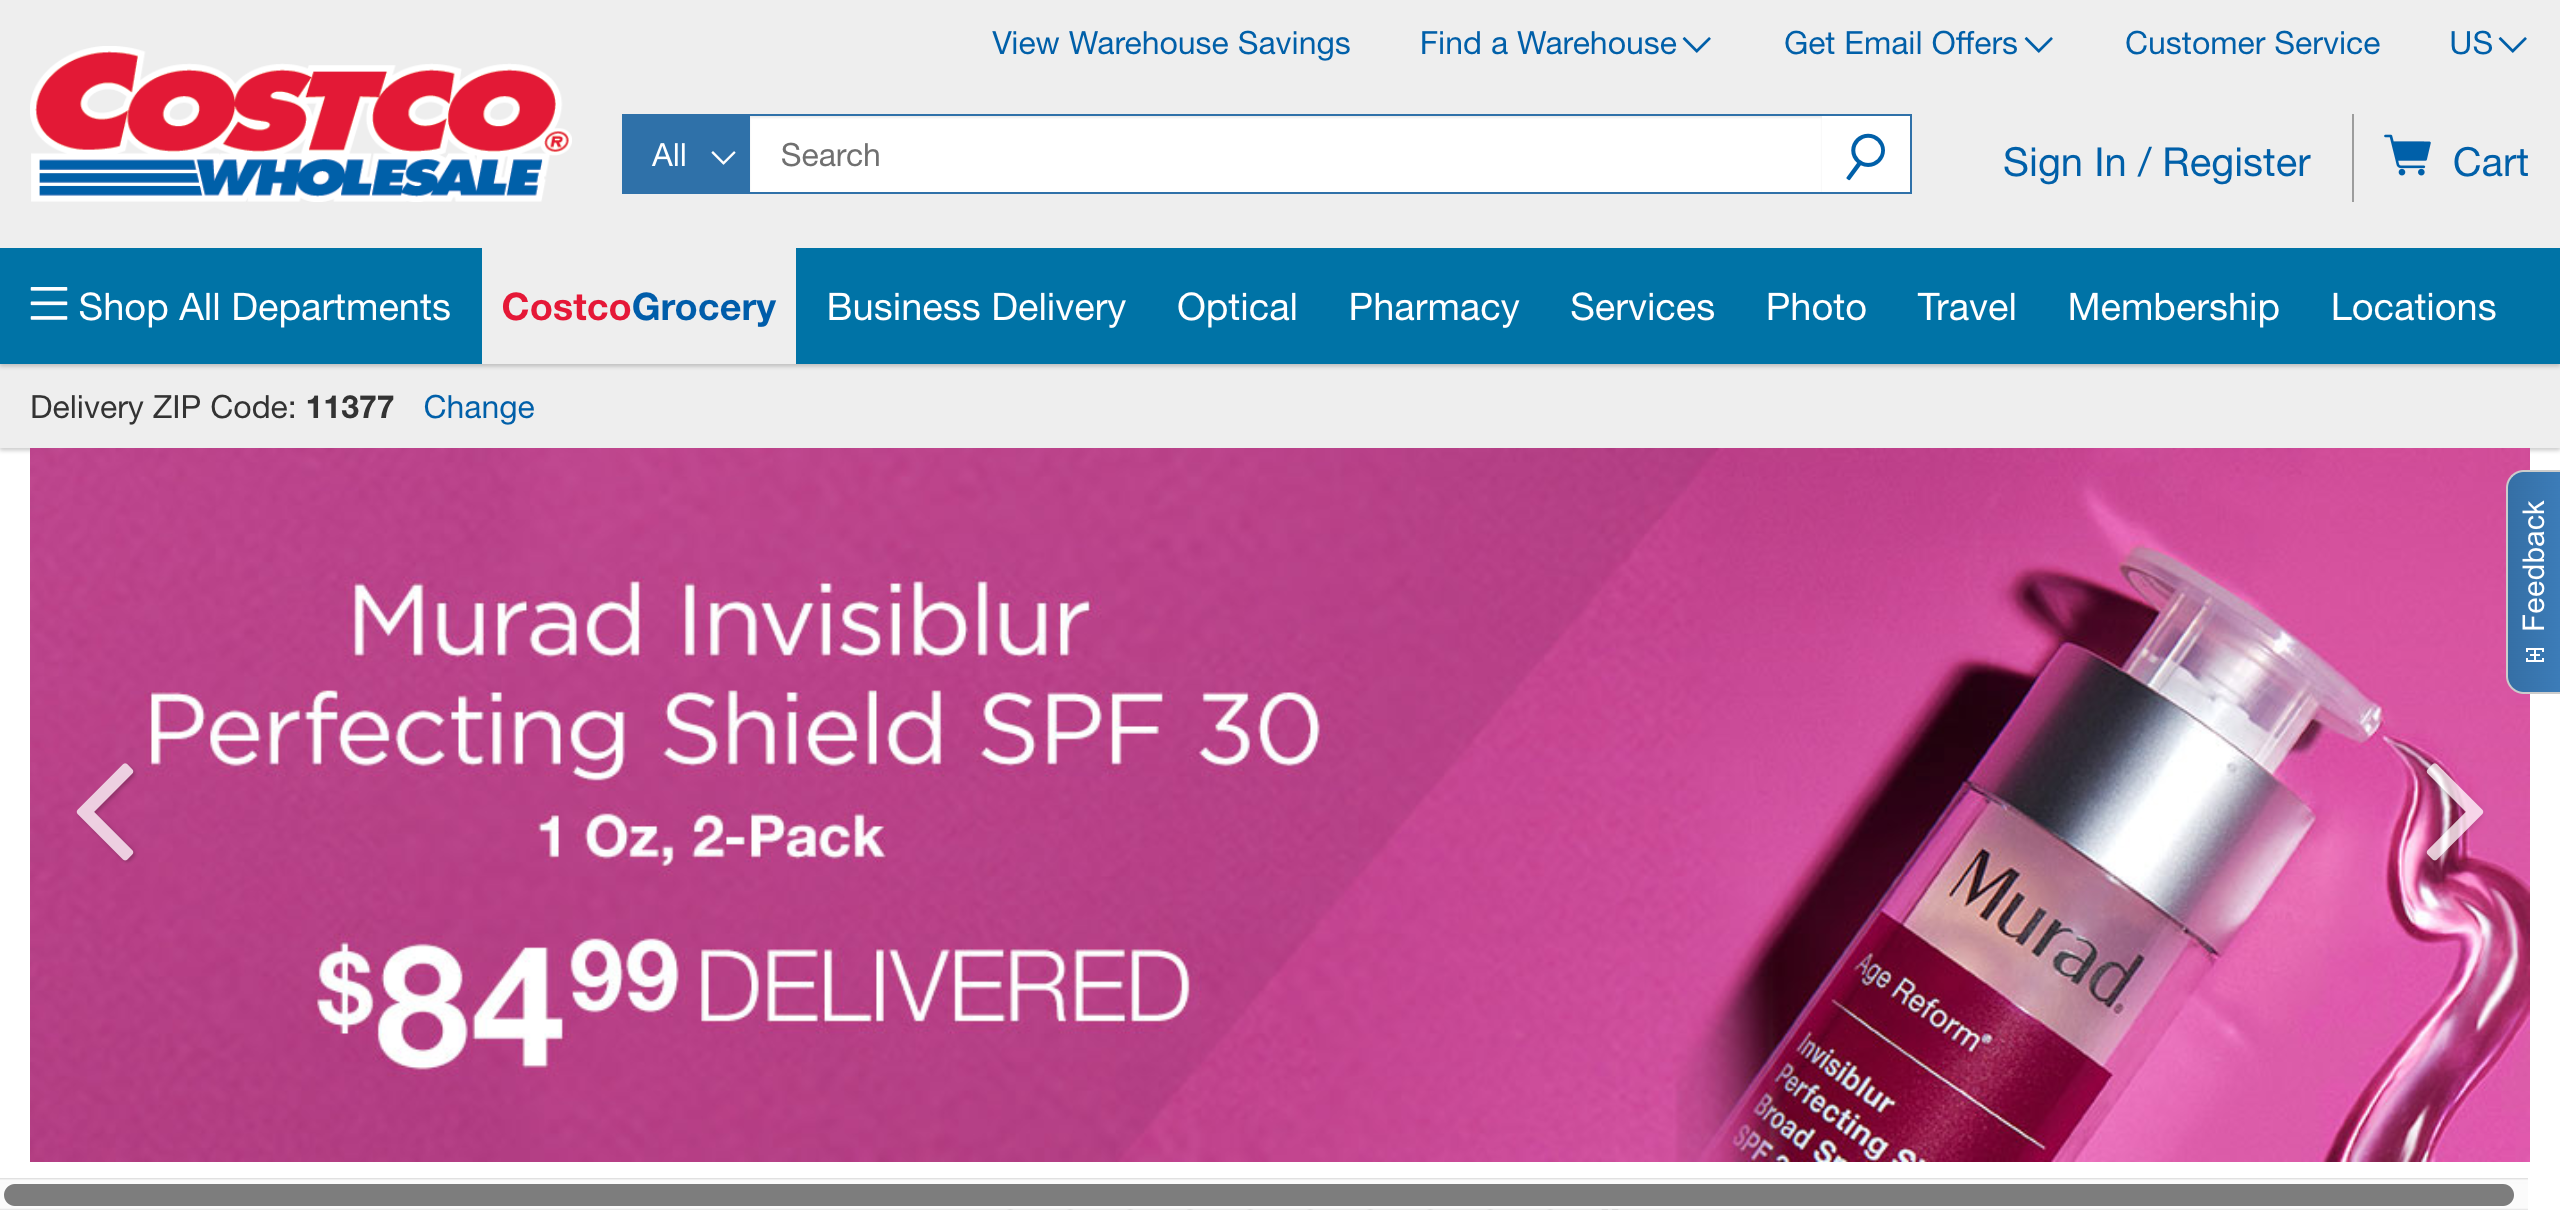 View Warehouse Savings Find a Warehouse Get Email Offers Customer Service US
COSTCO®
WHOLESALE
All Search
Sign In / Register Cart
Shop All Departments CostcoGrocery Business Delivery Optical Pharmacy Services Photo Travel Membership Locations
Delivery ZIP Code: 11377 Change
Feedback
Murad Invisiblur
Perfecting Shield SPF 30
1 Oz, 2-Pack
$84 99 DELIVERED
Murad.
Age Reform®
Invisiblur
Perfecting
Broad
SPF